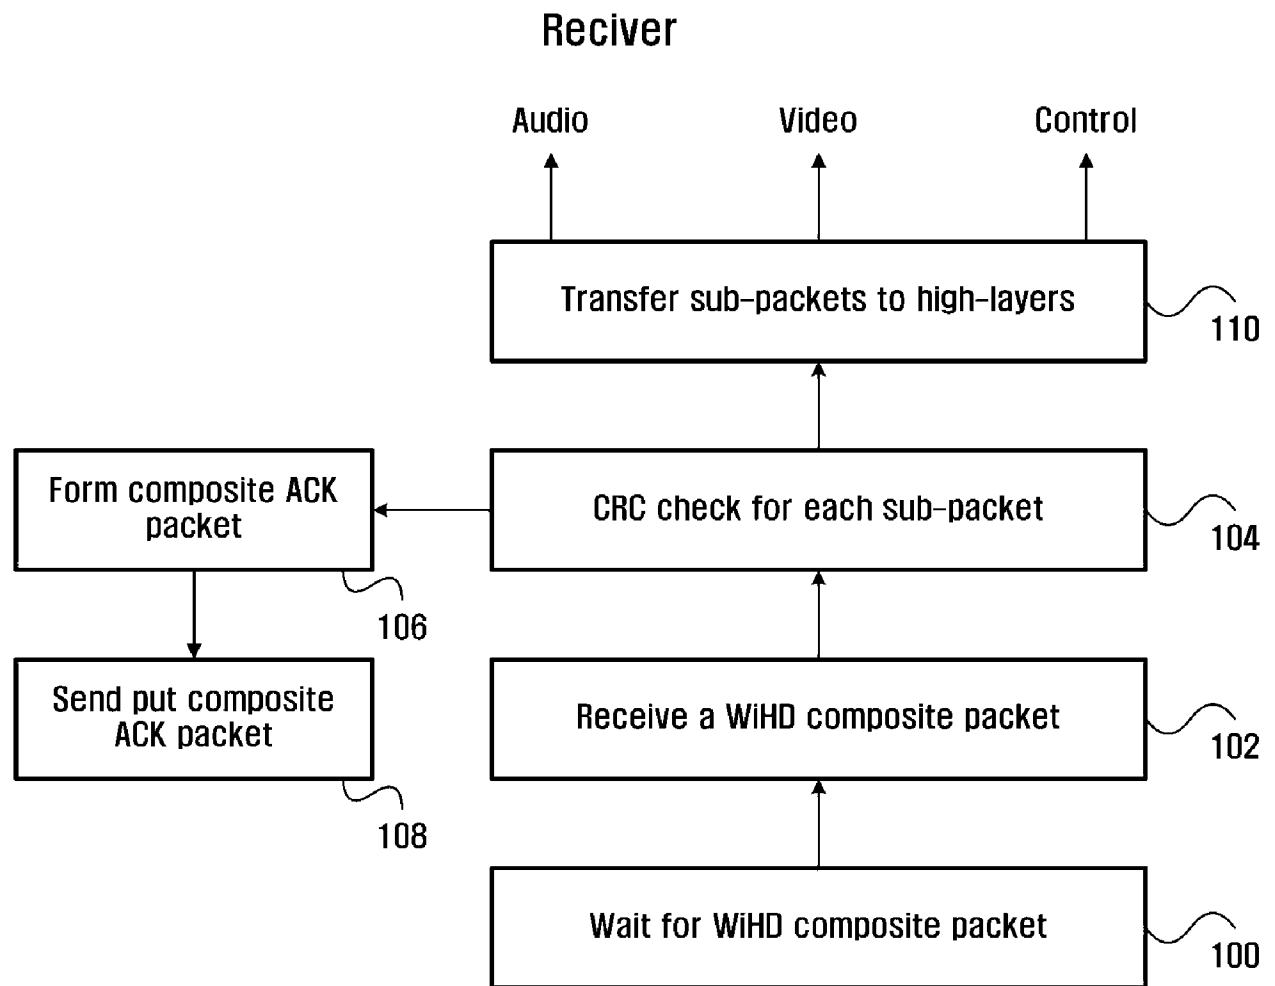 Reciver
Audio
Video
Control
Transfer sub-packets to high-layers
110
Form composite ACK
packet
106
CRC check for each sub-packet
104
Send put composite
ACK packet
108
Receive a WiHD composite packet
102
Wait for WiHD composite packet
100